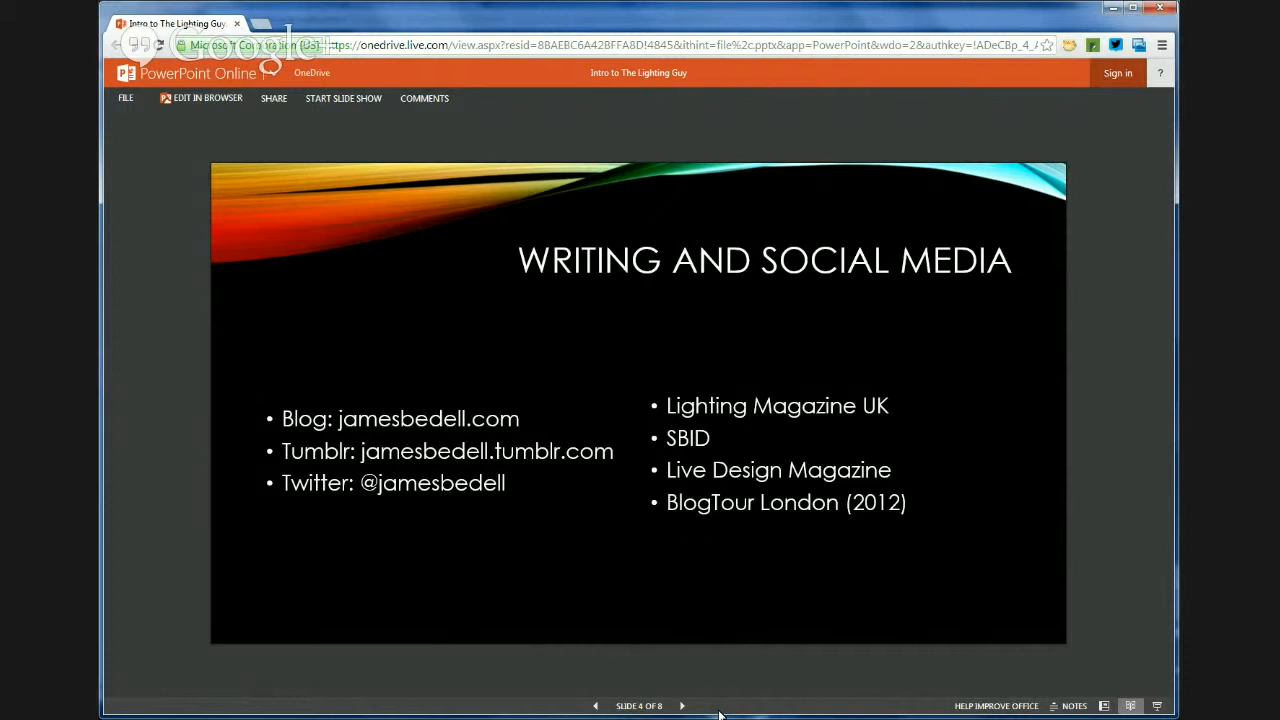 Intro to The Lighting Guy
Google+
Microsoft Corporation [US] https://onedrive.live.com/view.aspx?resid=8BAEBC6A42BFFA8D!4845&ithint=file%2c.pptx&app=PowerPoint&wdo=2&authkey=!ADeCBp_4_
PowerPoint Online OneDrive Intro to The Lighting Guy Sign in ?
FILE EDIT IN BROWSER SHARE START SLIDE SHOW COMMENTS
WRITING AND SOCIAL MEDIA
• Blog: jamesbedell.com
• Tumblr: jamesbedell.tumblr.com
• Twitter: @jamesbedell
• Lighting Magazine UK
• SBID
• Live Design Magazine
• BlogTour London (2012)
SLIDE 4 OF 8 HELP IMPROVE OFFICE NOTES